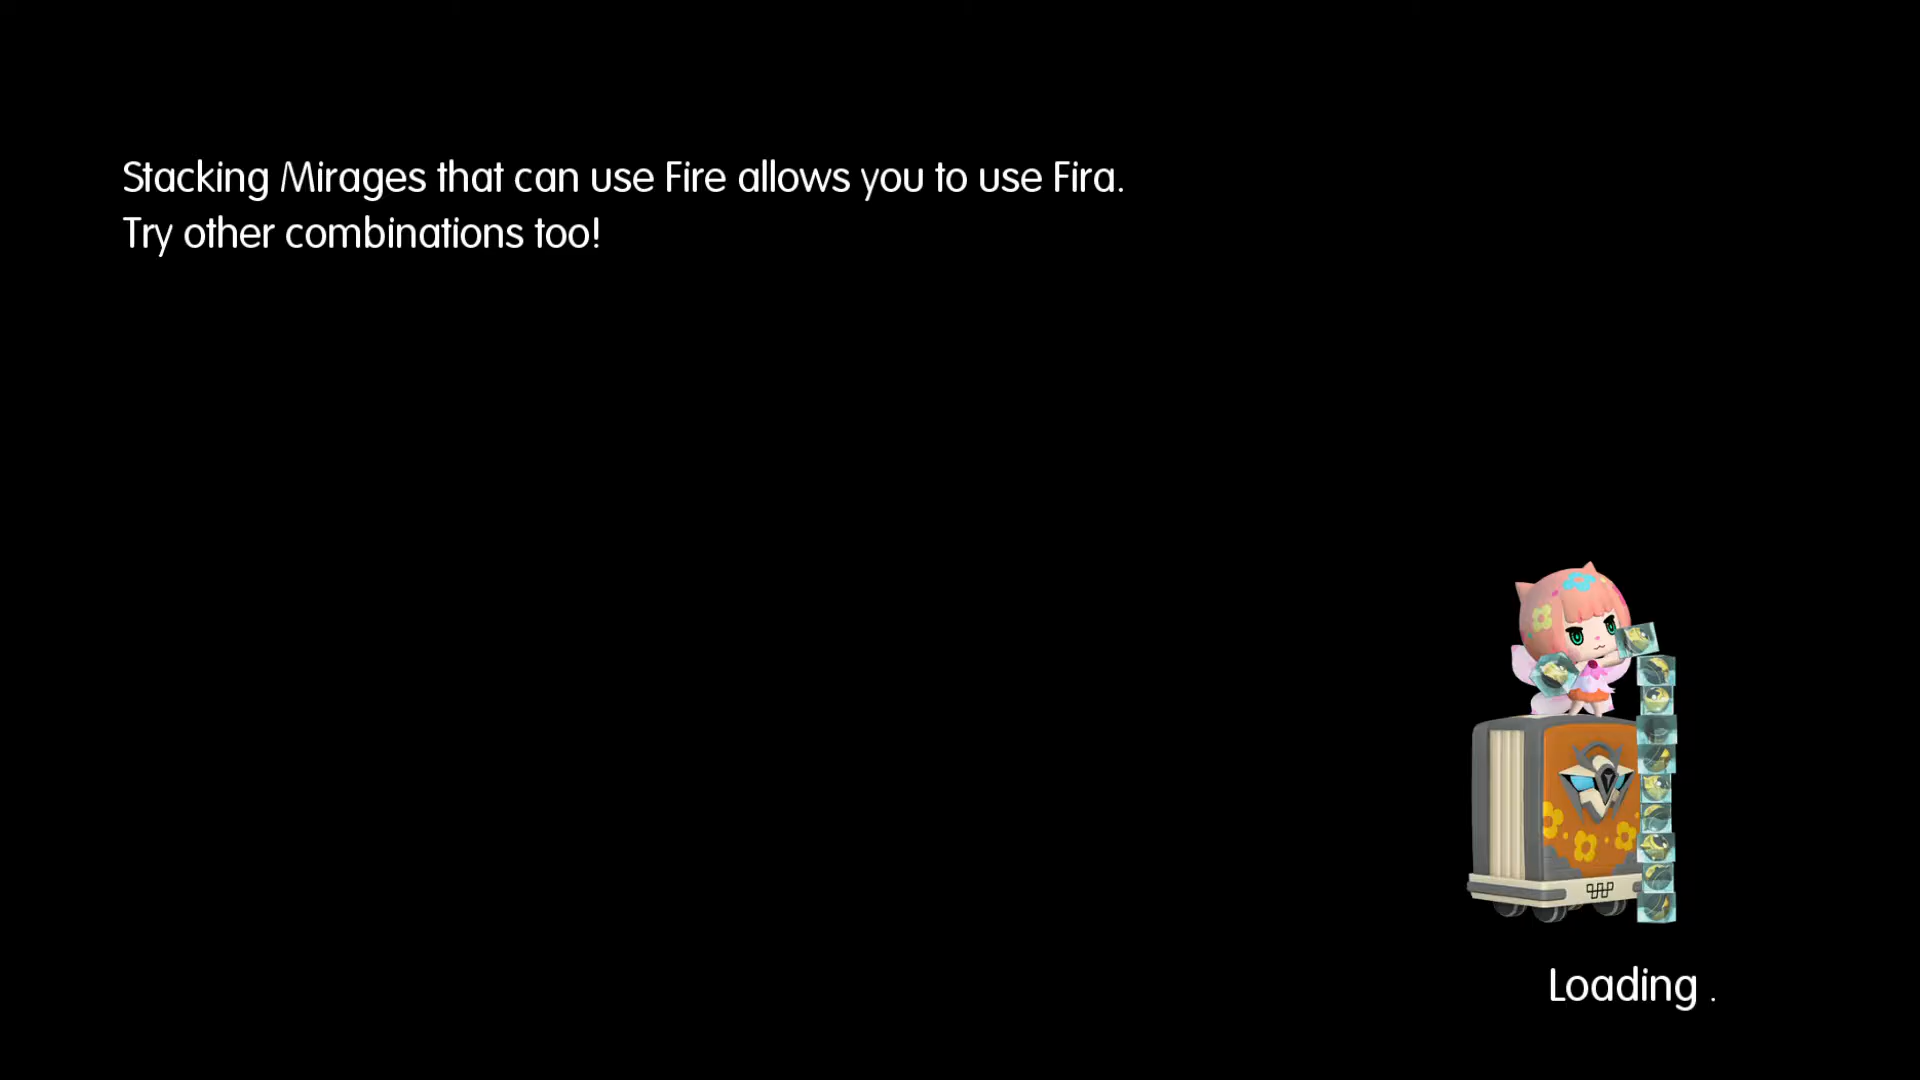 Stacking Mirages that can use Fire allows you to use Fira.
Try other combinations too!
Loading .